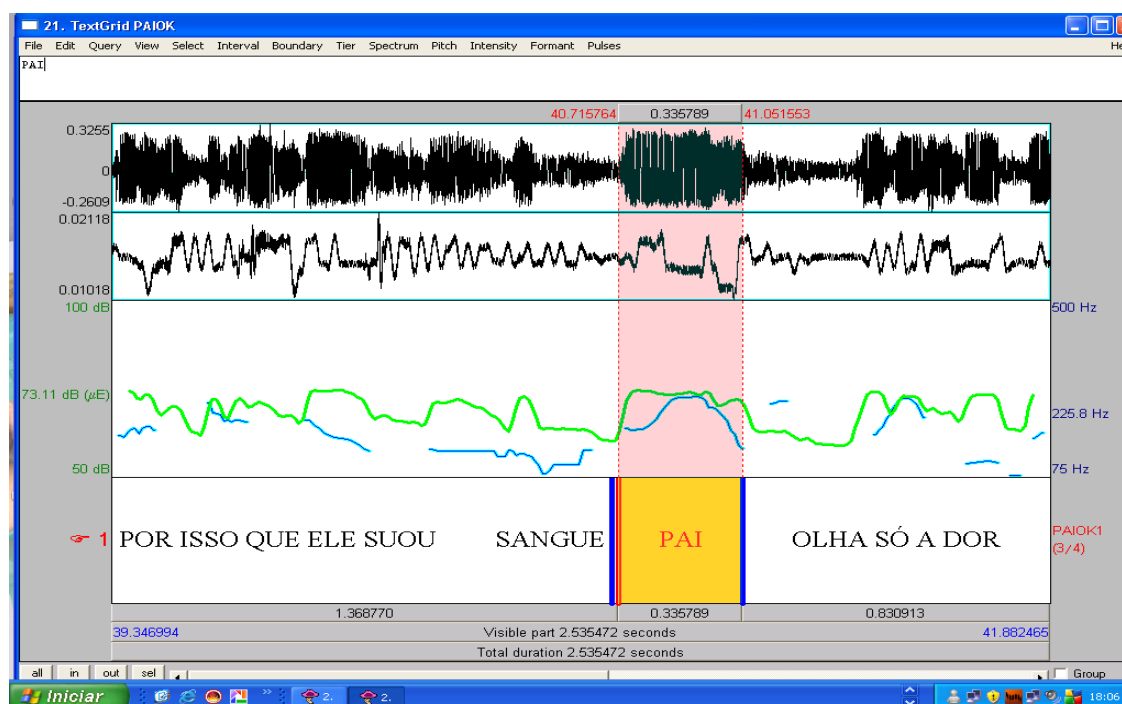 21. TextGrid PAIOK
File Edit Query View Select Interval Boundary Tier Spectrum Pitch Intensity Formant Pulses He
PAI
40.715764 0.335789 41.051553
0.3255
0
-0.2609
0.02118
0.01018
100 dB 500 Hz
73.11 dB (µE) 225.8 Hz
50 dB 75 Hz
☞ 1 POR ISSO QUE ELE SUOU SANGUE PAI OLHA SÓ A DOR PAIOK1
(3/4)
1.368770 0.335789 0.830913
39.346994 Visible part 2.535472 seconds 41.882465
Total duration 2.535472 seconds
all in out sel Group
Iniciar » 2. 2. 18:06